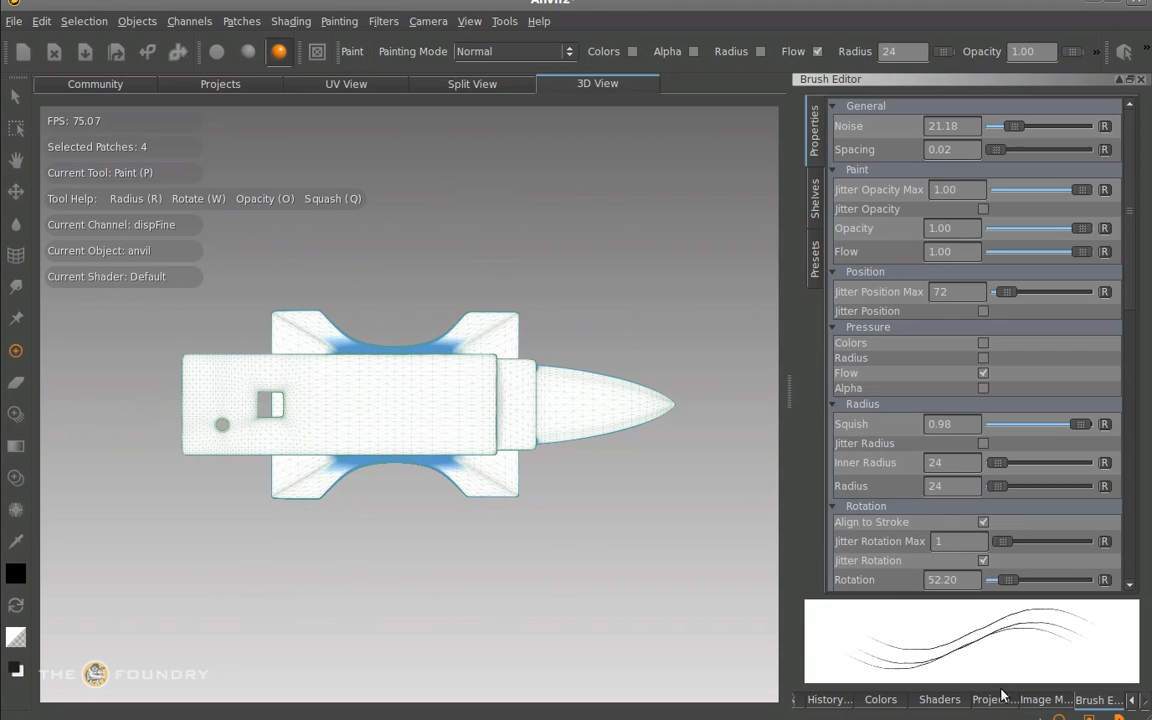 Anvil2*
File Edit Selection Objects Channels Patches Shading Painting Filters Camera View Tools Help
Paint Painting Mode Normal Colors Alpha Radius Flow Radius 24 Opacity 1.00 »
Community Projects UV View Split View 3D View
Brush Editor
FPS: 75.07
Selected Patches: 4
Current Tool: Paint (P)
Tool Help: Radius (R) Rotate (W) Opacity (O) Squash (Q)
Current Channel: dispFine
Current Object: anvil
Current Shader: Default
THE FOUNDRY
Properties
Shelves
Presets
General
Noise 21.18 R
Spacing 0.02 R
Paint
Jitter Opacity Max 1.00 R
Jitter Opacity
Opacity 1.00 R
Flow 1.00 R
Position
Jitter Position Max 72 R
Jitter Position
Pressure
Colors
Radius
Flow
Alpha
Radius
Squish 0.98 R
Jitter Radius
Inner Radius 24 R
Radius 24 R
Rotation
Align to Stroke
Jitter Rotation Max 1 R
Jitter Rotation
Rotation 52.20 R
History... Colors Shaders Projec... Image M... Brush E...